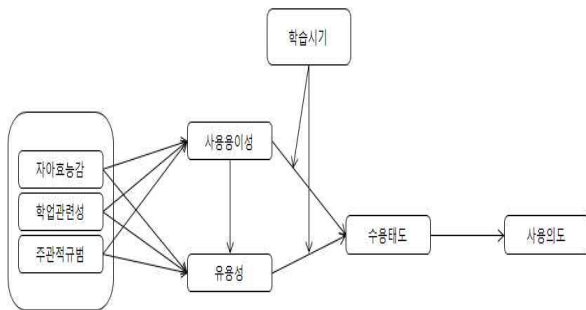 학습시기
사용용이성
자아효능감
학업관련성
주관적규범
수용태도
사용의도
유용성